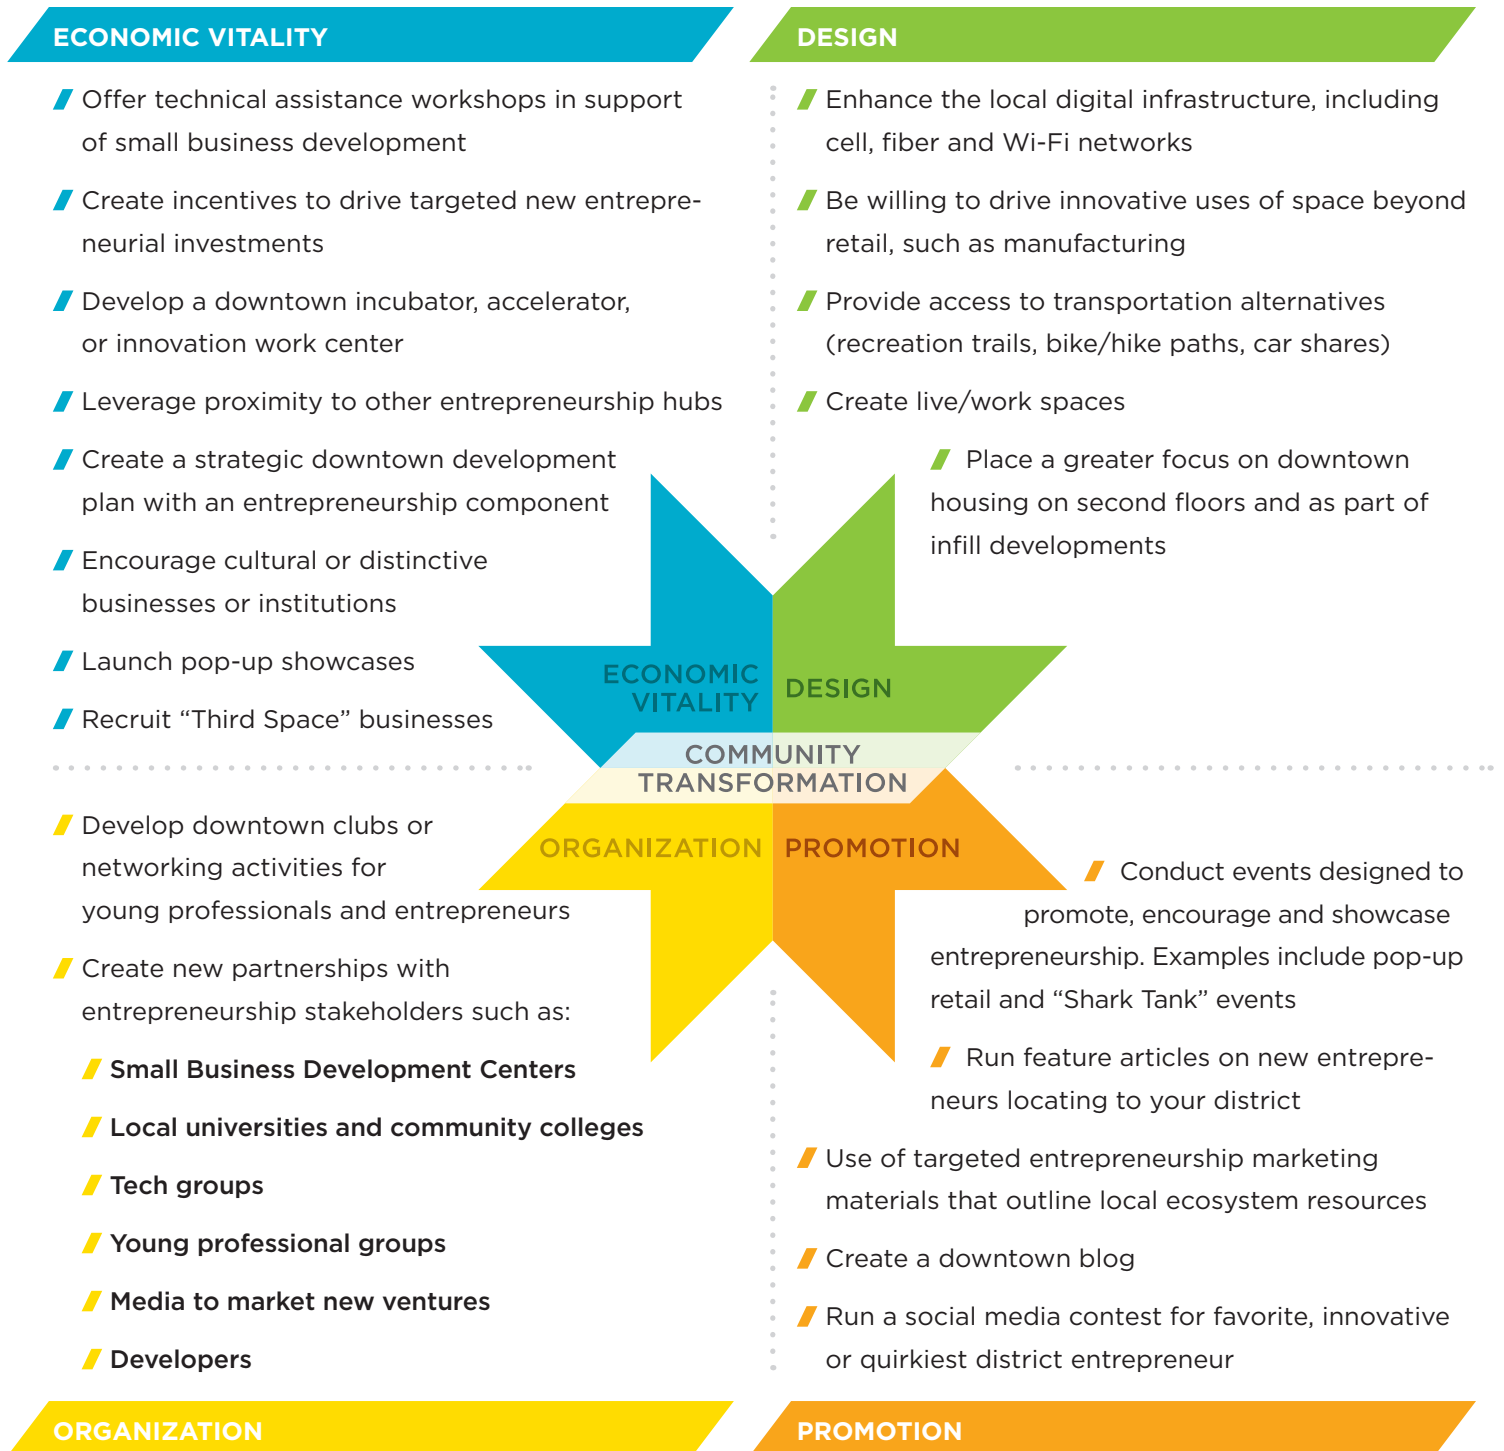 ECONOMIC VITALITY
Offer technical assistance workshops in support
of small business development
Create incentives to drive targeted new entrepre-
neurial investments
Develop a downtown incubator, accelerator,
or innovation work center
Leverage proximity to other entrepreneurship hubs
Create a strategic downtown development
plan with an entrepreneurship component
Encourage cultural or distinctive
businesses or institutions
Launch pop-up showcases
Recruit “Third Space” businesses
DESIGN
Enhance the local digital infrastructure, including
cell, fiber and Wi-Fi networks
Be willing to drive innovative uses of space beyond
retail, such as manufacturing
Provide access to transportation alternatives
(recreation trails, bike/hike paths, car shares)
Create live/work spaces
Place a greater focus on downtown
housing on second floors and as part of
infill developments
ECONOMIC
VITALITY
DESIGN
COMMUNITY
TRANSFORMATION
ORGANIZATION
PROMOTION
Develop downtown clubs or
networking activities for
young professionals and entrepreneurs
Create new partnerships with
entrepreneurship stakeholders such as:
Small Business Development Centers
Local universities and community colleges
Tech groups
Young professional groups
Media to market new ventures
Developers
ORGANIZATION
Conduct events designed to
promote, encourage and showcase
entrepreneurship. Examples include pop-up
retail and “Shark Tank” events
Run feature articles on new entrepre-
neurs locating to your district
Use of targeted entrepreneurship marketing
materials that outline local ecosystem resources
Create a downtown blog
Run a social media contest for favorite, innovative
or quirkiest district entrepreneur
PROMOTION